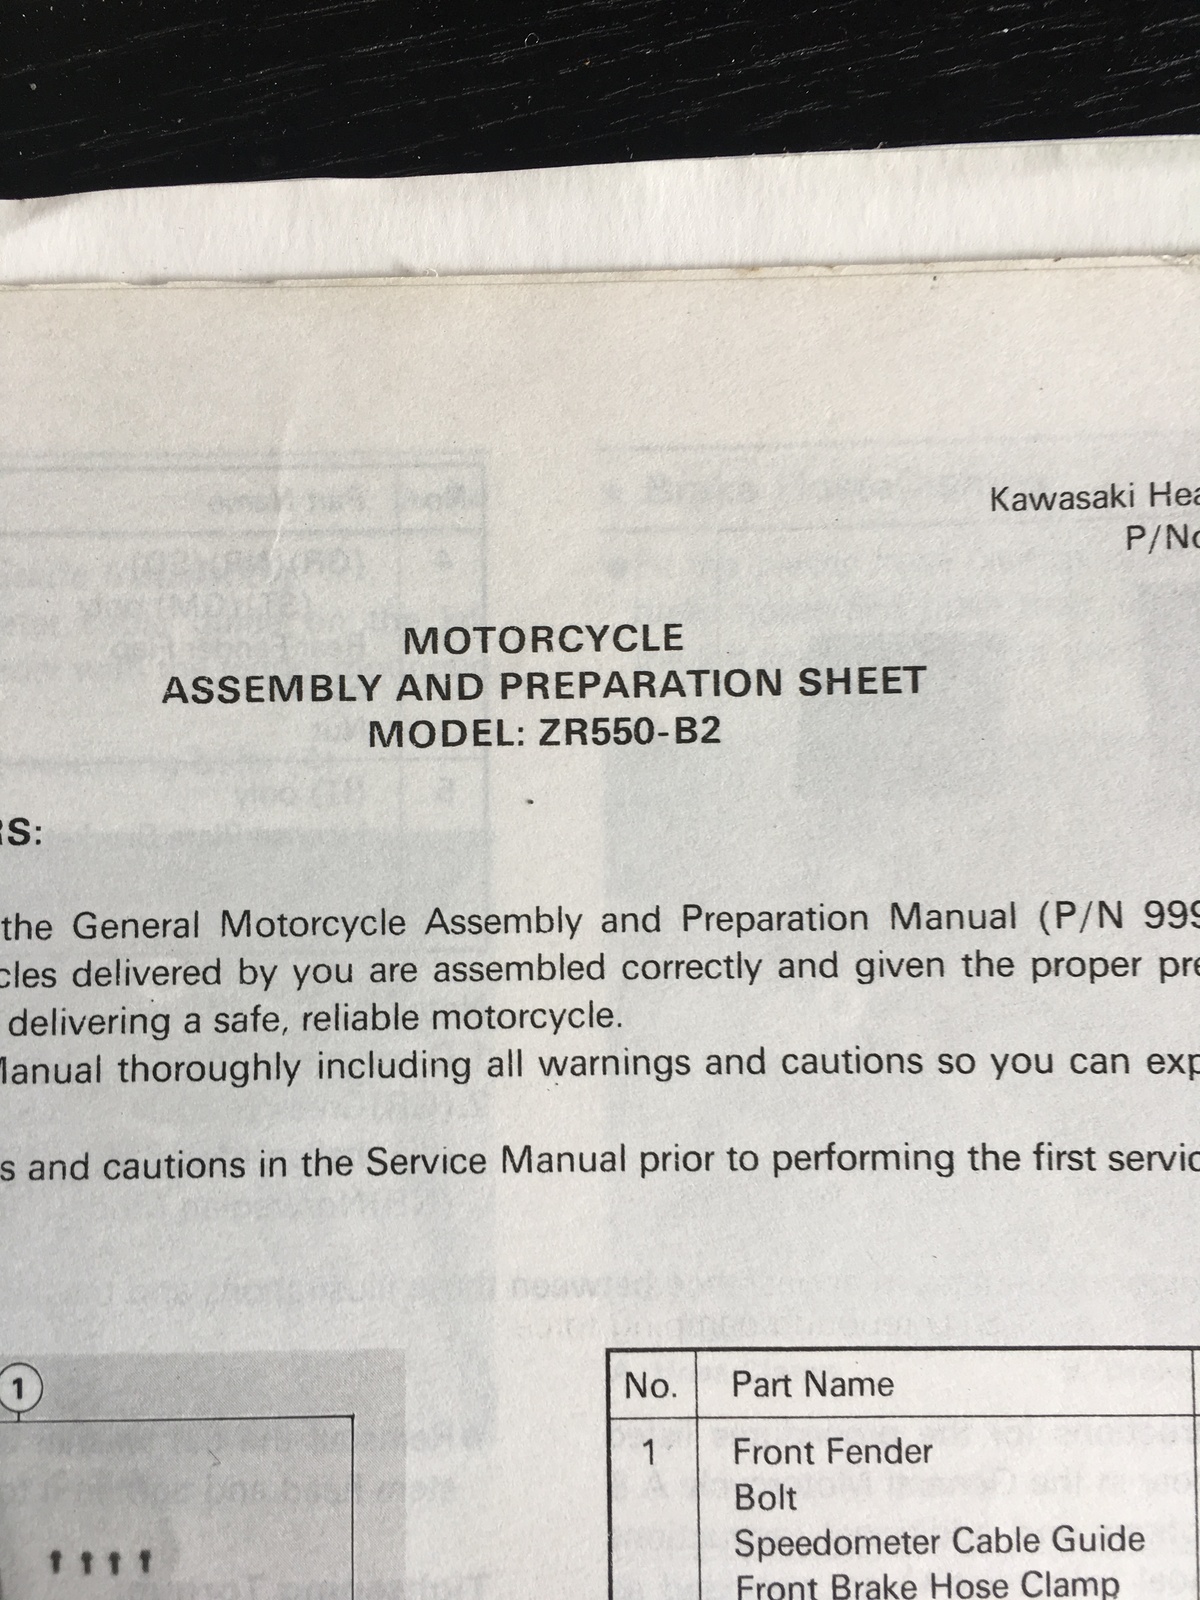 Kawasaki Hea
P/No
MOTORCYCLE
ASSEMBLY AND PREPARATION SHEET
MODEL: ZR550-B2
RS:
the General Motorcycle Assembly and Preparation Manual (P/N 999
cles delivered by you are assembled correctly and given the proper pre
delivering a safe, reliable motorcycle.
Manual thoroughly including all warnings and cautions so you can exp
s and cautions in the Service Manual prior to performing the first servic
1
No. Part Name
1 Front Fender
Bolt
Speedometer Cable Guide
Front Brake Hose Clamp